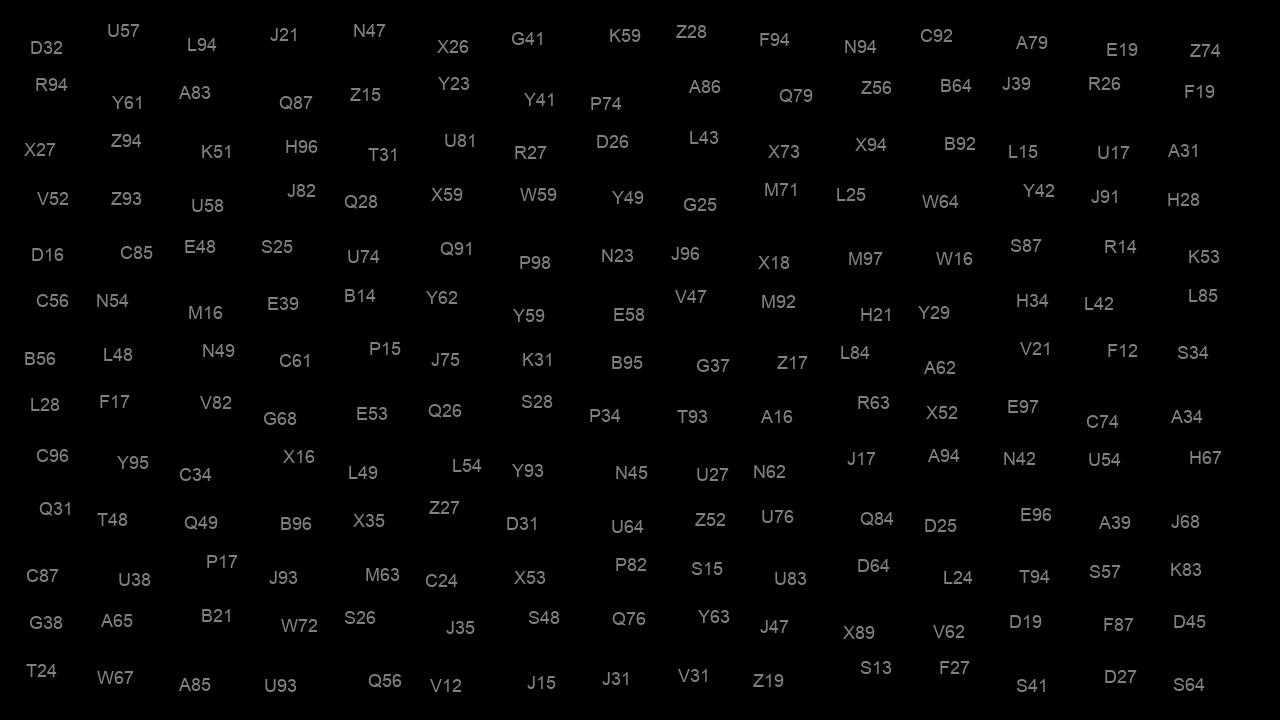 D32 U57 L94 J21 N47 X26 G41 K59 Z28 F94 N94 C92 A79 E19 Z74
R94 Y61 A83 Q87 Z15 Y23 Y41 P74 A86 Q79 Z56 B64 J39 R26 F19
X27 Z94 K51 H96 T31 U81 R27 D26 L43 X73 X94 B92 L15 U17 A31
V52 Z93 U58 J82 Q28 X59 W59 Y49 G25 M71 L25 W64 Y42 J91 H28
D16 C85 E48 S25 U74 Q91 P98 N23 J96 X18 M97 W16 S87 R14 K53
C56 N54 M16 E39 B14 Y62 Y59 E58 V47 M92 H21 Y29 H34 L42 L85
B56 L48 N49 C61 P15 J75 K31 B95 G37 Z17 L84 A62 V21 F12 S34
L28 F17 V82 G68 E53 Q26 S28 P34 T93 A16 R63 X52 E97 C74 A34
C96 Y95 C34 X16 L49 L54 Y93 N45 U27 N62 J17 A94 N42 U54 H67
Q31 T48 Q49 B96 X35 Z27 D31 U64 Z52 U76 Q84 D25 E96 A39 J68
C87 U38 P17 J93 M63 C24 X53 P82 S15 U83 D64 L24 T94 S57 K83
G38 A65 B21 W72 S26 J35 S48 Q76 Y63 J47 X89 V62 D19 F87 D45
T24 W67 A85 U93 Q56 V12 J15 J31 V31 Z19 S13 F27 S41 D27 S64